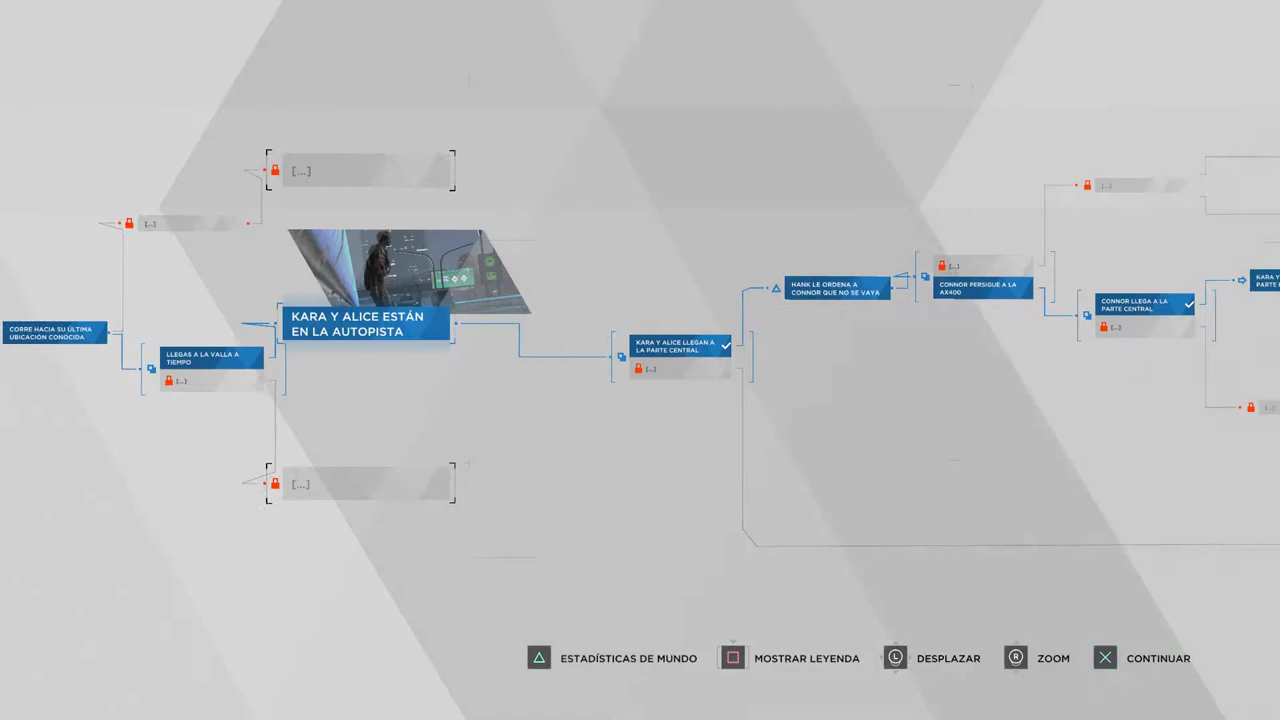 [...]
[...]
KARA Y ALICE ESTÁN
EN LA AUTOPISTA
CORRE HACIA SU ÚLTIMA
UBICACIÓN CONOCIDA
LLEGAS A LA VALLA A
TIEMPO
[...]
[...]
KARA Y ALICE LLEGAN A
LA PARTE CENTRAL
[...]
HANK LE ORDENA A
CONNOR QUE NO SE VAYA
[...]
CONNOR PERSIGUE A LA
AX400
[...]
CONNOR LLEGA A LA
PARTE CENTRAL
[...]
KARA Y
PARTE
[...]
ESTADÍSTICAS DE MUNDO
MOSTRAR LEYENDA
L
DESPLAZAR
R
ZOOM
CONTINUAR